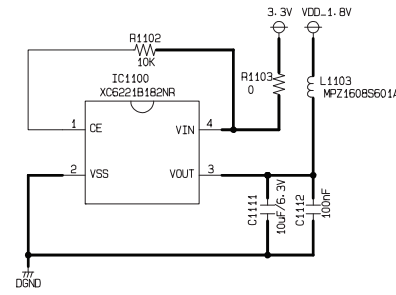 3.3V VDD_1.8V
R1102
10K
IC1100
XC6221B182NR
R1103
0
L1103
MPZ1608S601A
1 CE
VIN 4
2 VSS
VOUT 3
C1111
10uF/6.3V
C1112
100nF
DGND